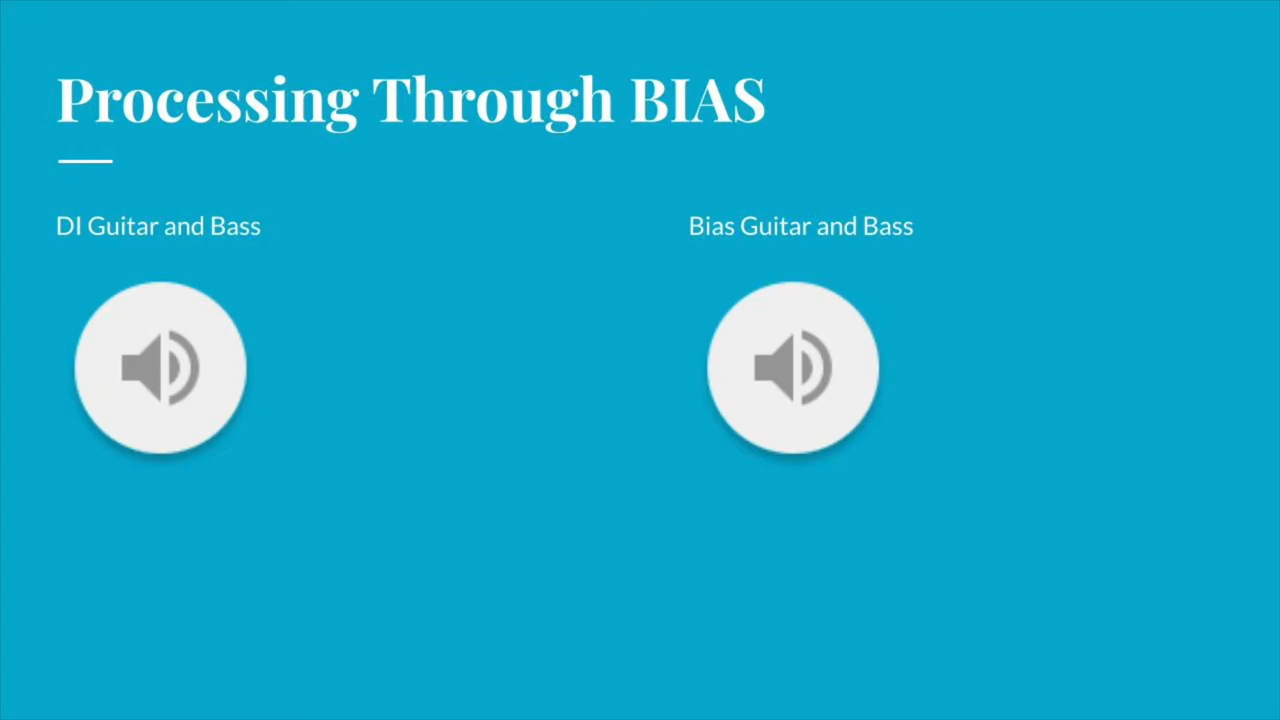 Processing Through BIAS
DI Guitar and Bass
Bias Guitar and Bass